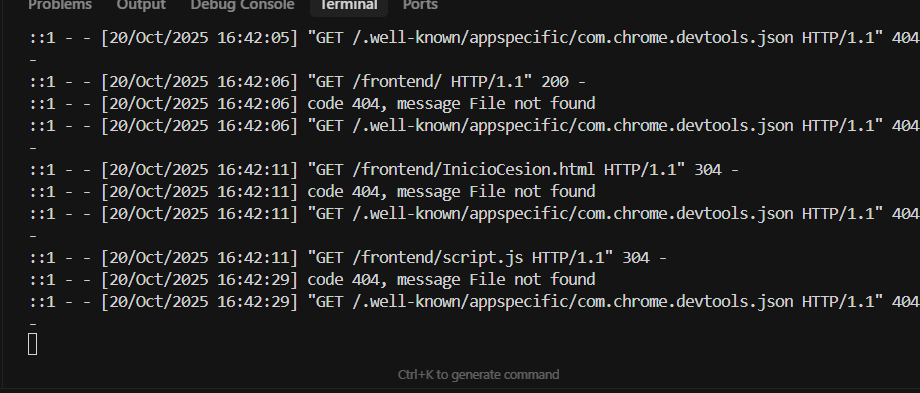 Problems Output Debug Console Terminal Ports
::1 - - [20/Oct/2025 16:42:05] "GET /.well-known/appspecific/com.chrome.devtools.json HTTP/1.1" 404
-
::1 - - [20/Oct/2025 16:42:06] "GET /frontend/ HTTP/1.1" 200 -
::1 - - [20/Oct/2025 16:42:06] code 404, message File not found
::1 - - [20/Oct/2025 16:42:06] "GET /.well-known/appspecific/com.chrome.devtools.json HTTP/1.1" 404
-
::1 - - [20/Oct/2025 16:42:11] "GET /frontend/InicioCesion.html HTTP/1.1" 304 -
::1 - - [20/Oct/2025 16:42:11] code 404, message File not found
::1 - - [20/Oct/2025 16:42:11] "GET /.well-known/appspecific/com.chrome.devtools.json HTTP/1.1" 404
-
::1 - - [20/Oct/2025 16:42:11] "GET /frontend/script.js HTTP/1.1" 304 -
::1 - - [20/Oct/2025 16:42:29] code 404, message File not found
::1 - - [20/Oct/2025 16:42:29] "GET /.well-known/appspecific/com.chrome.devtools.json HTTP/1.1" 404
-
Ctrl+K to generate command